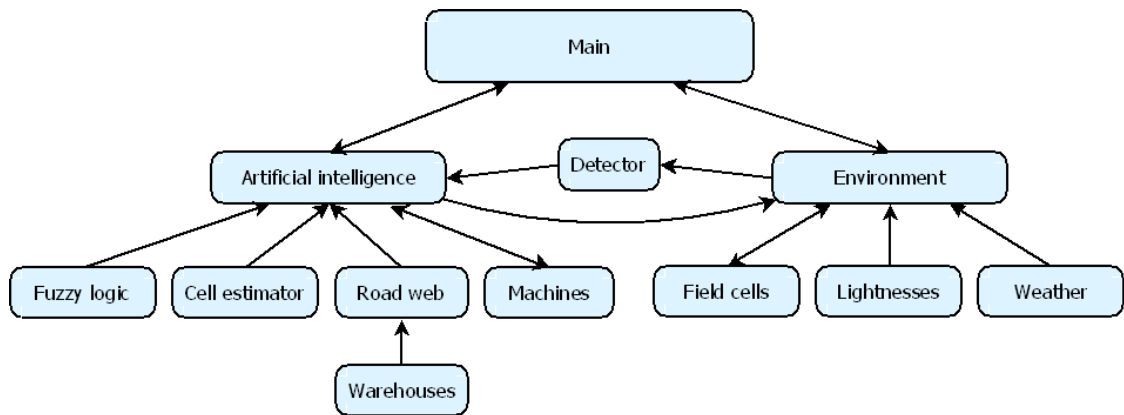 Main
Artificial intelligence
Detector
Environment
Fuzzy logic
Cell estimator
Road web
Machines
Field cells
Lightnesses
Weather
Warehouses